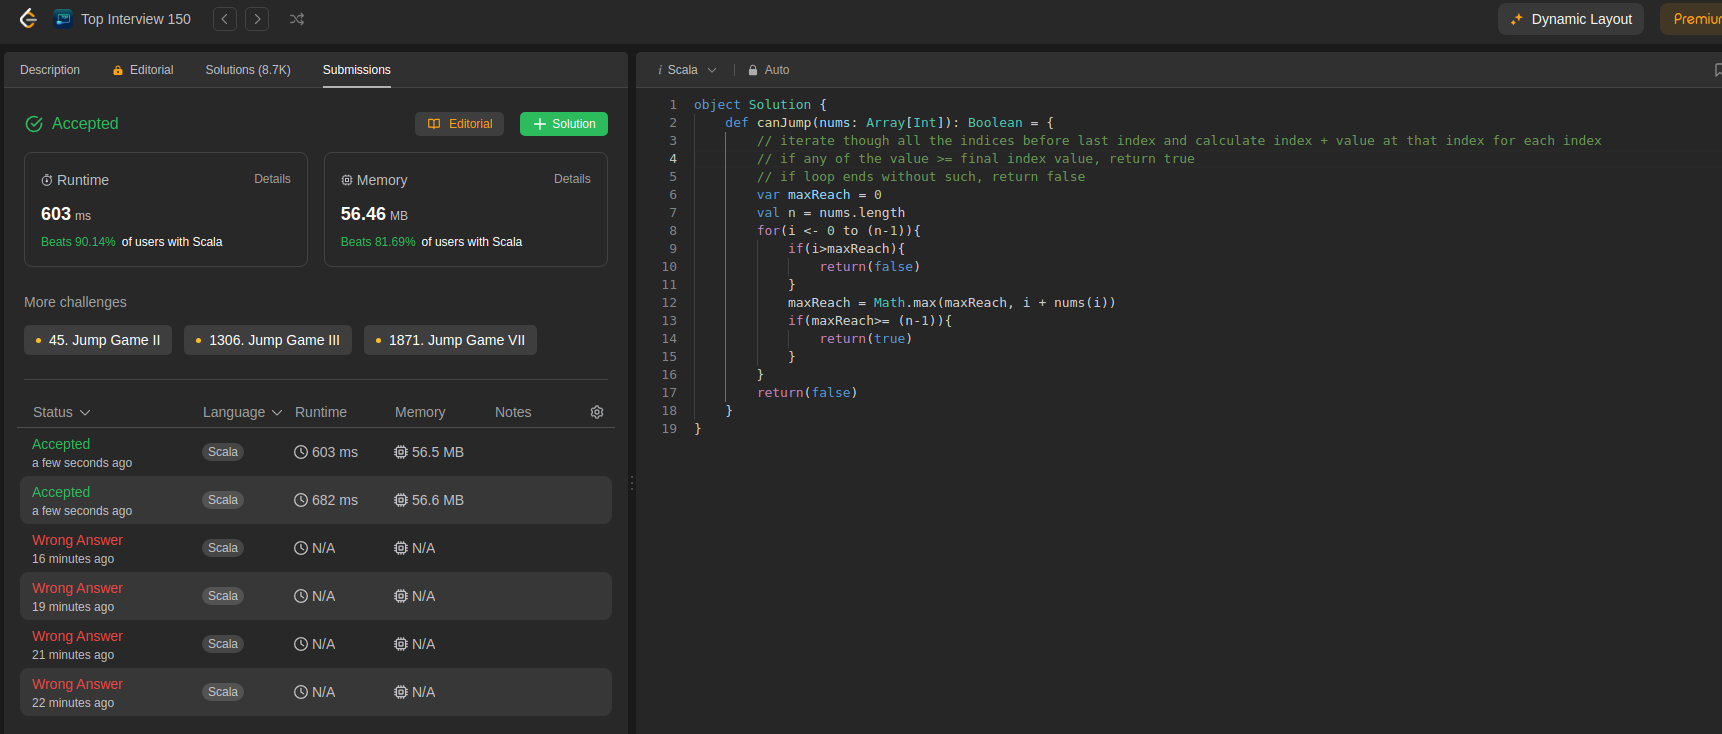 Top Interview 150
Dynamic Layout
Premium
Description
Editorial
Solutions (8.7K)
Submissions
Accepted
Editorial
Solution
Runtime
Details
603 ms
Beats 90.14% of users with Scala
Memory
Details
56.46 MB
Beats 81.69% of users with Scala
More challenges
45. Jump Game II
1306. Jump Game III
1871. Jump Game VII
Status Language Runtime Memory Notes
Accepted
a few seconds ago
Scala 603 ms 56.5 MB
Accepted
a few seconds ago
Scala 682 ms 56.6 MB
Wrong Answer
16 minutes ago
Scala N/A N/A
Wrong Answer
19 minutes ago
Scala N/A N/A
Wrong Answer
21 minutes ago
Scala N/A N/A
Wrong Answer
22 minutes ago
Scala N/A N/A
i Scala
Auto
1 object Solution {
2     def canJump(nums: Array[Int]): Boolean = {
3         // iterate though all the indices before last index and calculate index + value at that index for each index
4         // if any of the value >= final index value, return true
5         // if loop ends without such, return false
6         var maxReach = 0
7         val n = nums.length
8         for(i <- 0 to (n-1)){
9             if(i>maxReach){
10                 return(false)
11             }
12             maxReach = Math.max(maxReach, i + nums(i))
13             if(maxReach>= (n-1)){
14                 return(true)
15             }
16         }
17         return(false)
18     }
19 }